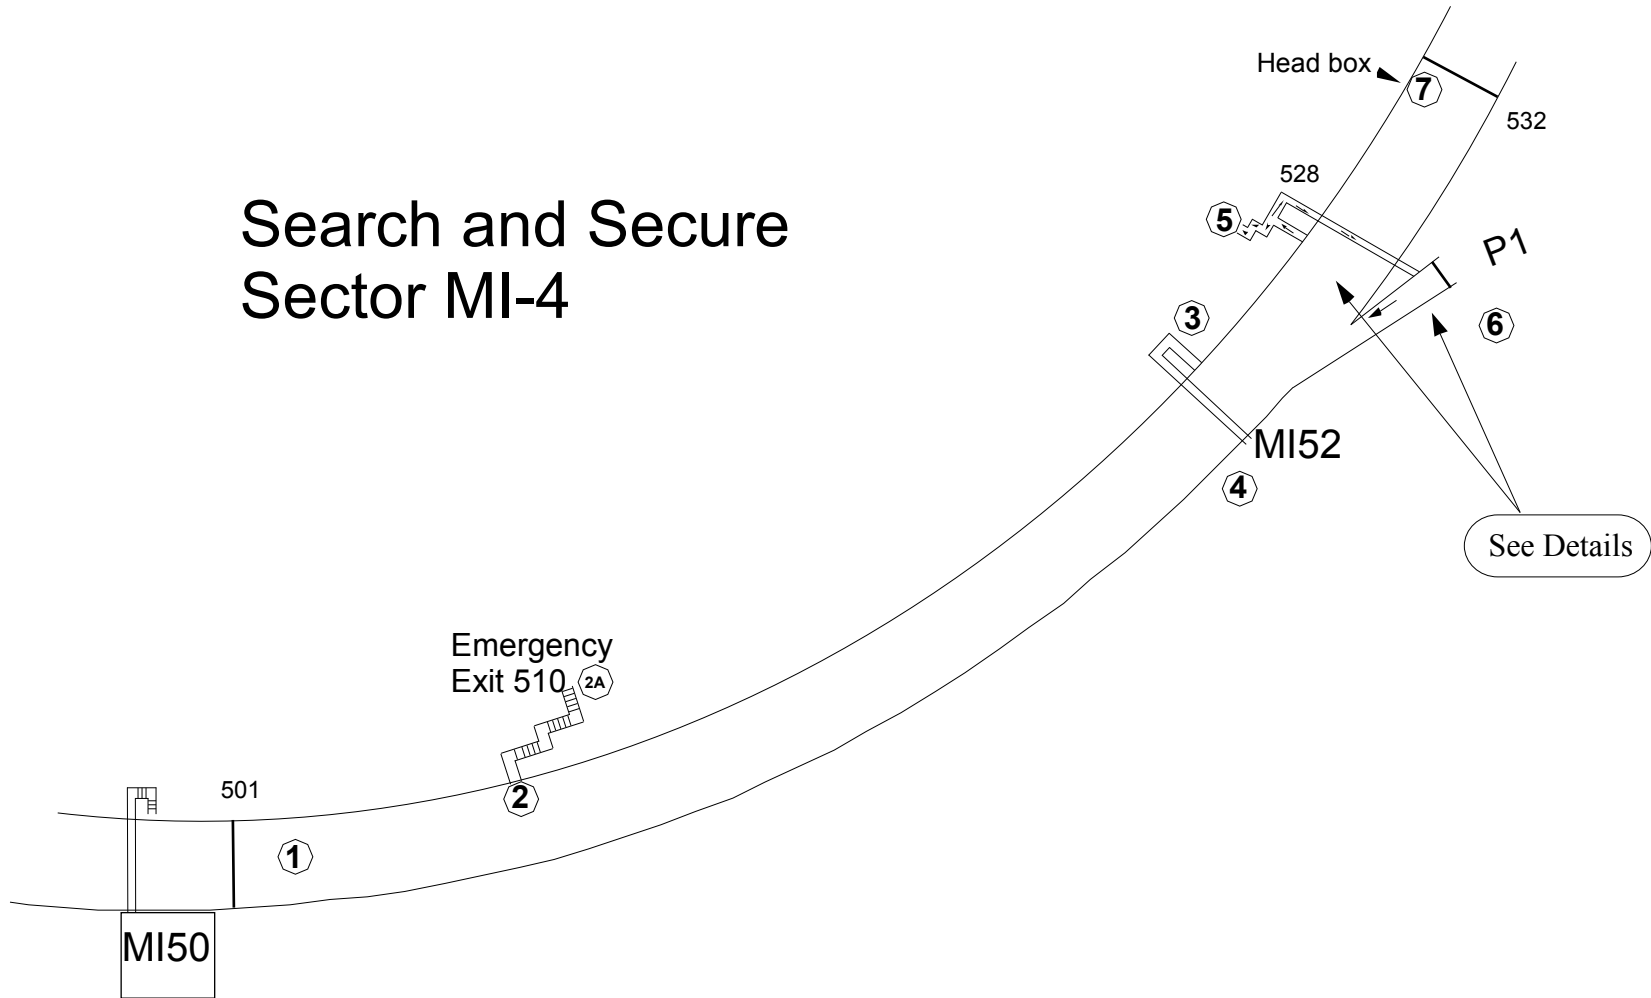 Head box
7
532
528
Search and Secure
Sector MI-4
5
P1
3
6
MI52
4
See Details
Emergency
Exit 510
2A
501
2
1
MI50